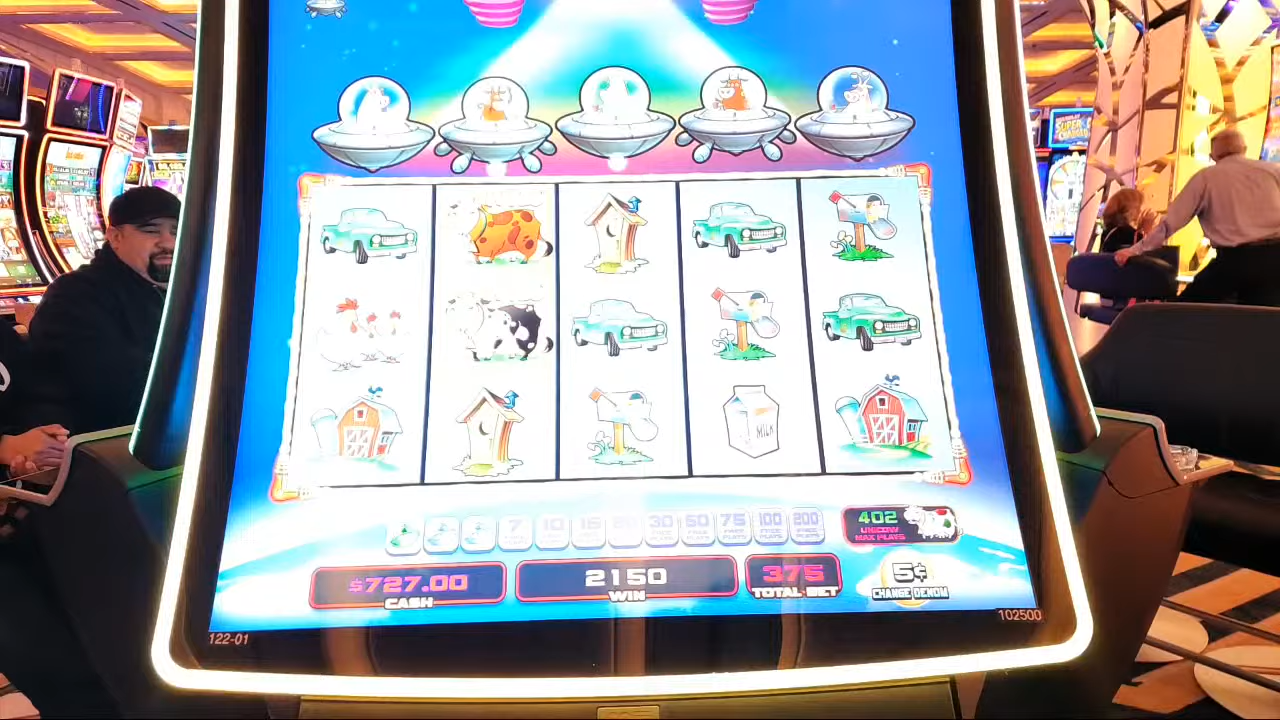 SUPER
MILK
7
10
15
30
50
75
100
200
402
UNICOW
MAX PLAYS
$727.00
CASH
2150
WIN
375
TOTAL BET
5¢
CHANGE DENOM
122-01
102500